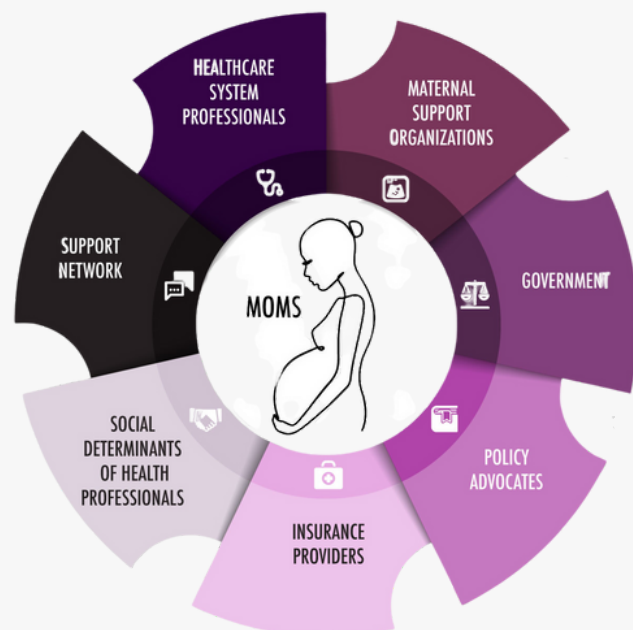 HEALTHCARE
SYSTEM
PROFESSIONALS
MATERNAL
SUPPORT
ORGANIZATIONS
GOVERNMENT
POLICY
ADVOCATES
INSURANCE
PROVIDERS
SOCIAL
DETERMINANTS
OF HEALTH
PROFESSIONALS
SUPPORT
NETWORK
MOMS